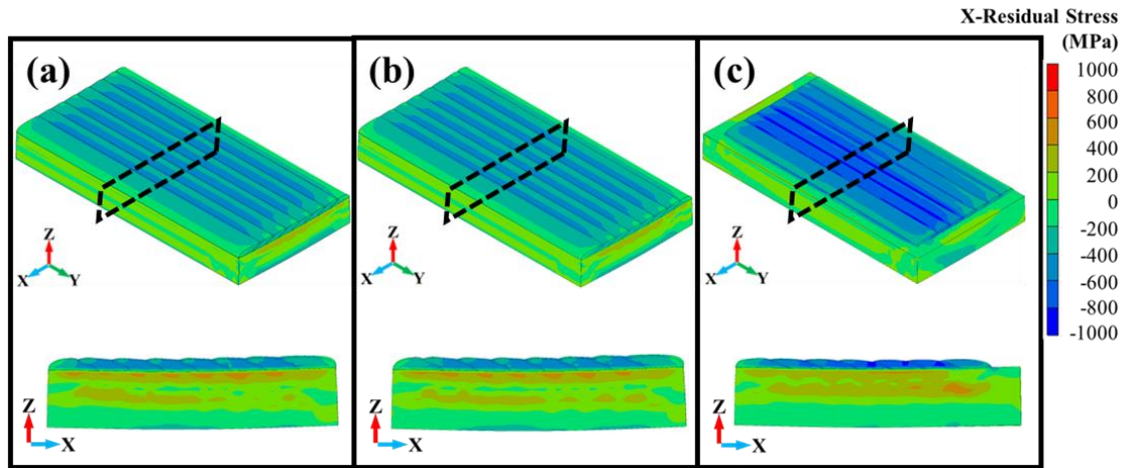 X-Residual Stress
(MPa)
(a)
(b)
(c)
1000
800
600
400
200
0
-200
-400
-600
-800
-1000
Z
X
Y
Z
X
Y
Z
X
Y
Z
X
Z
X
Z
X